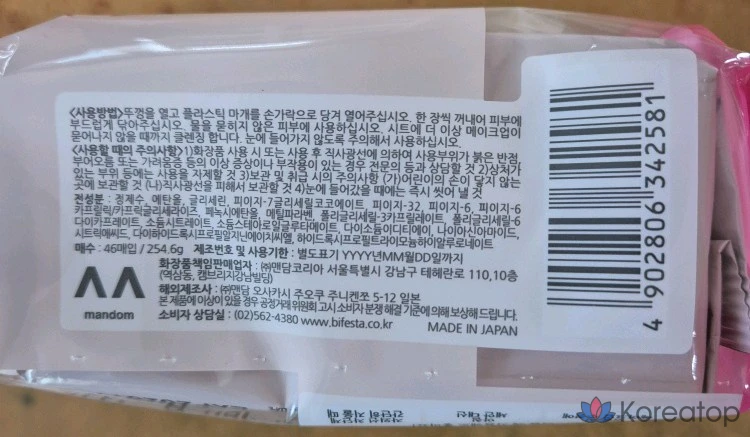 <사용방법>뚜껑을 열고 플라스틱 마개를 손가락으로 당겨 열어주십시오. 한 장씩 꺼내어 피부에
부드럽게 닦아주십시오. 물을 묻히지 않은 피부에 사용하십시오. 시트에 더 이상 메이크업이
묻어나지 않을 때까지 클렌징 합니다. 눈에 들어가지 않도록 주의해서 사용하십시오.
<사용할 때의 주의사항>1)화장품 사용 시 또는 사용 후 직사광선에 의하여 사용부위가 붉은 반점,
부어오름 또는 가려움증 등의 이상 증상이나 부작용이 있는 경우 전문의 등과 상담할 것 2)상처가
있는 부위 등에는 사용을 자제할 것 3)보관 및 취급 시의 주의사항 (가)어린이의 손이 닿지 않는
곳에 보관할 것 (나)직사광선을 피해서 보관할 것 4)눈에 들어갔을 때에는 즉시 씻어 낼 것
전성분 : 정제수, 에탄올, 글리세린, 피이지-7글리세릴코코에이트, 피이지-32, 피이지-6, 피이지-6
카프릴릭/카프릭글리세라이즈, 페녹시에탄올, 메틸파라벤, 폴리글리세릴-3카프릴레이트, 폴리글리세릴-6
다이카프레이트, 소듐시트레이트, 소듐스테아로일글루타메이트, 다이소듐이디티에이, 나이아신아마이드,
시트릭애씨드, 다이하이드록시프로필알지닌에이치씨엘, 하이드록시프로필트라이모늄하이알루로네이트
매수 : 46매입 / 254.6g 제조번호 및 사용기한 : 별도표기 YYYY년MM월DD일까지
화장품책임판매업자 : ㈜맨담코리아 서울특별시 강남구 테헤란로 110,10층
(역삼동, 캠브리지강남빌딩)
해외제조사 : ㈜맨담 오사카시 주오쿠 주니켄쪼 5-12 일본
본 제품에 이상이 있을 경우 공정거래위원회 고시 소비자 분쟁 해결 기준에 의해 보상해 드립니다.
소비자 상담실 : (02)562-4380 www.bifesta.co.kr MADE IN JAPAN
mandom
4 902806 342581
Koreatop